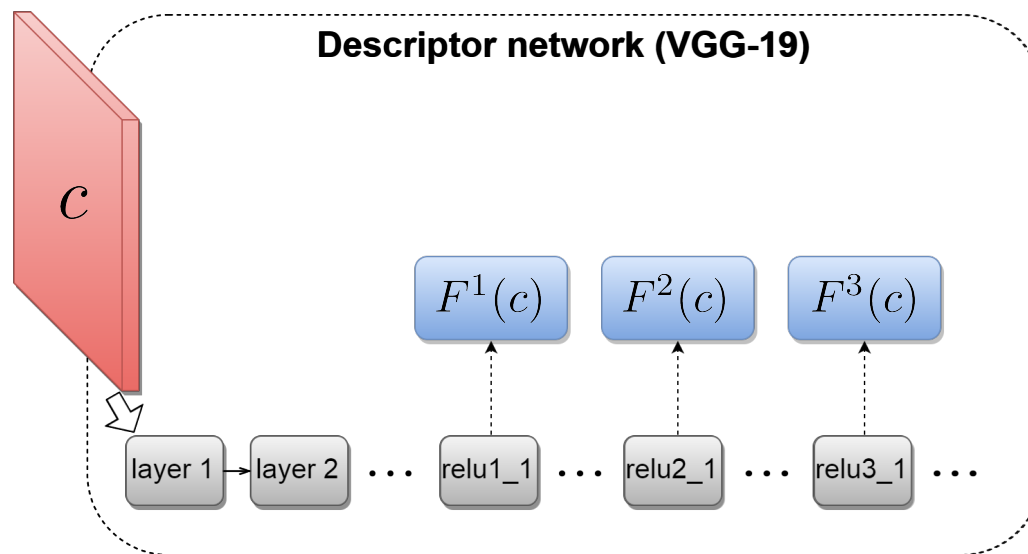 Descriptor network (VGG-19)
c
F¹(c) F²(c) F³(c)
layer 1 layer 2 ... relu1_1 ... relu2_1 ... relu3_1 ...